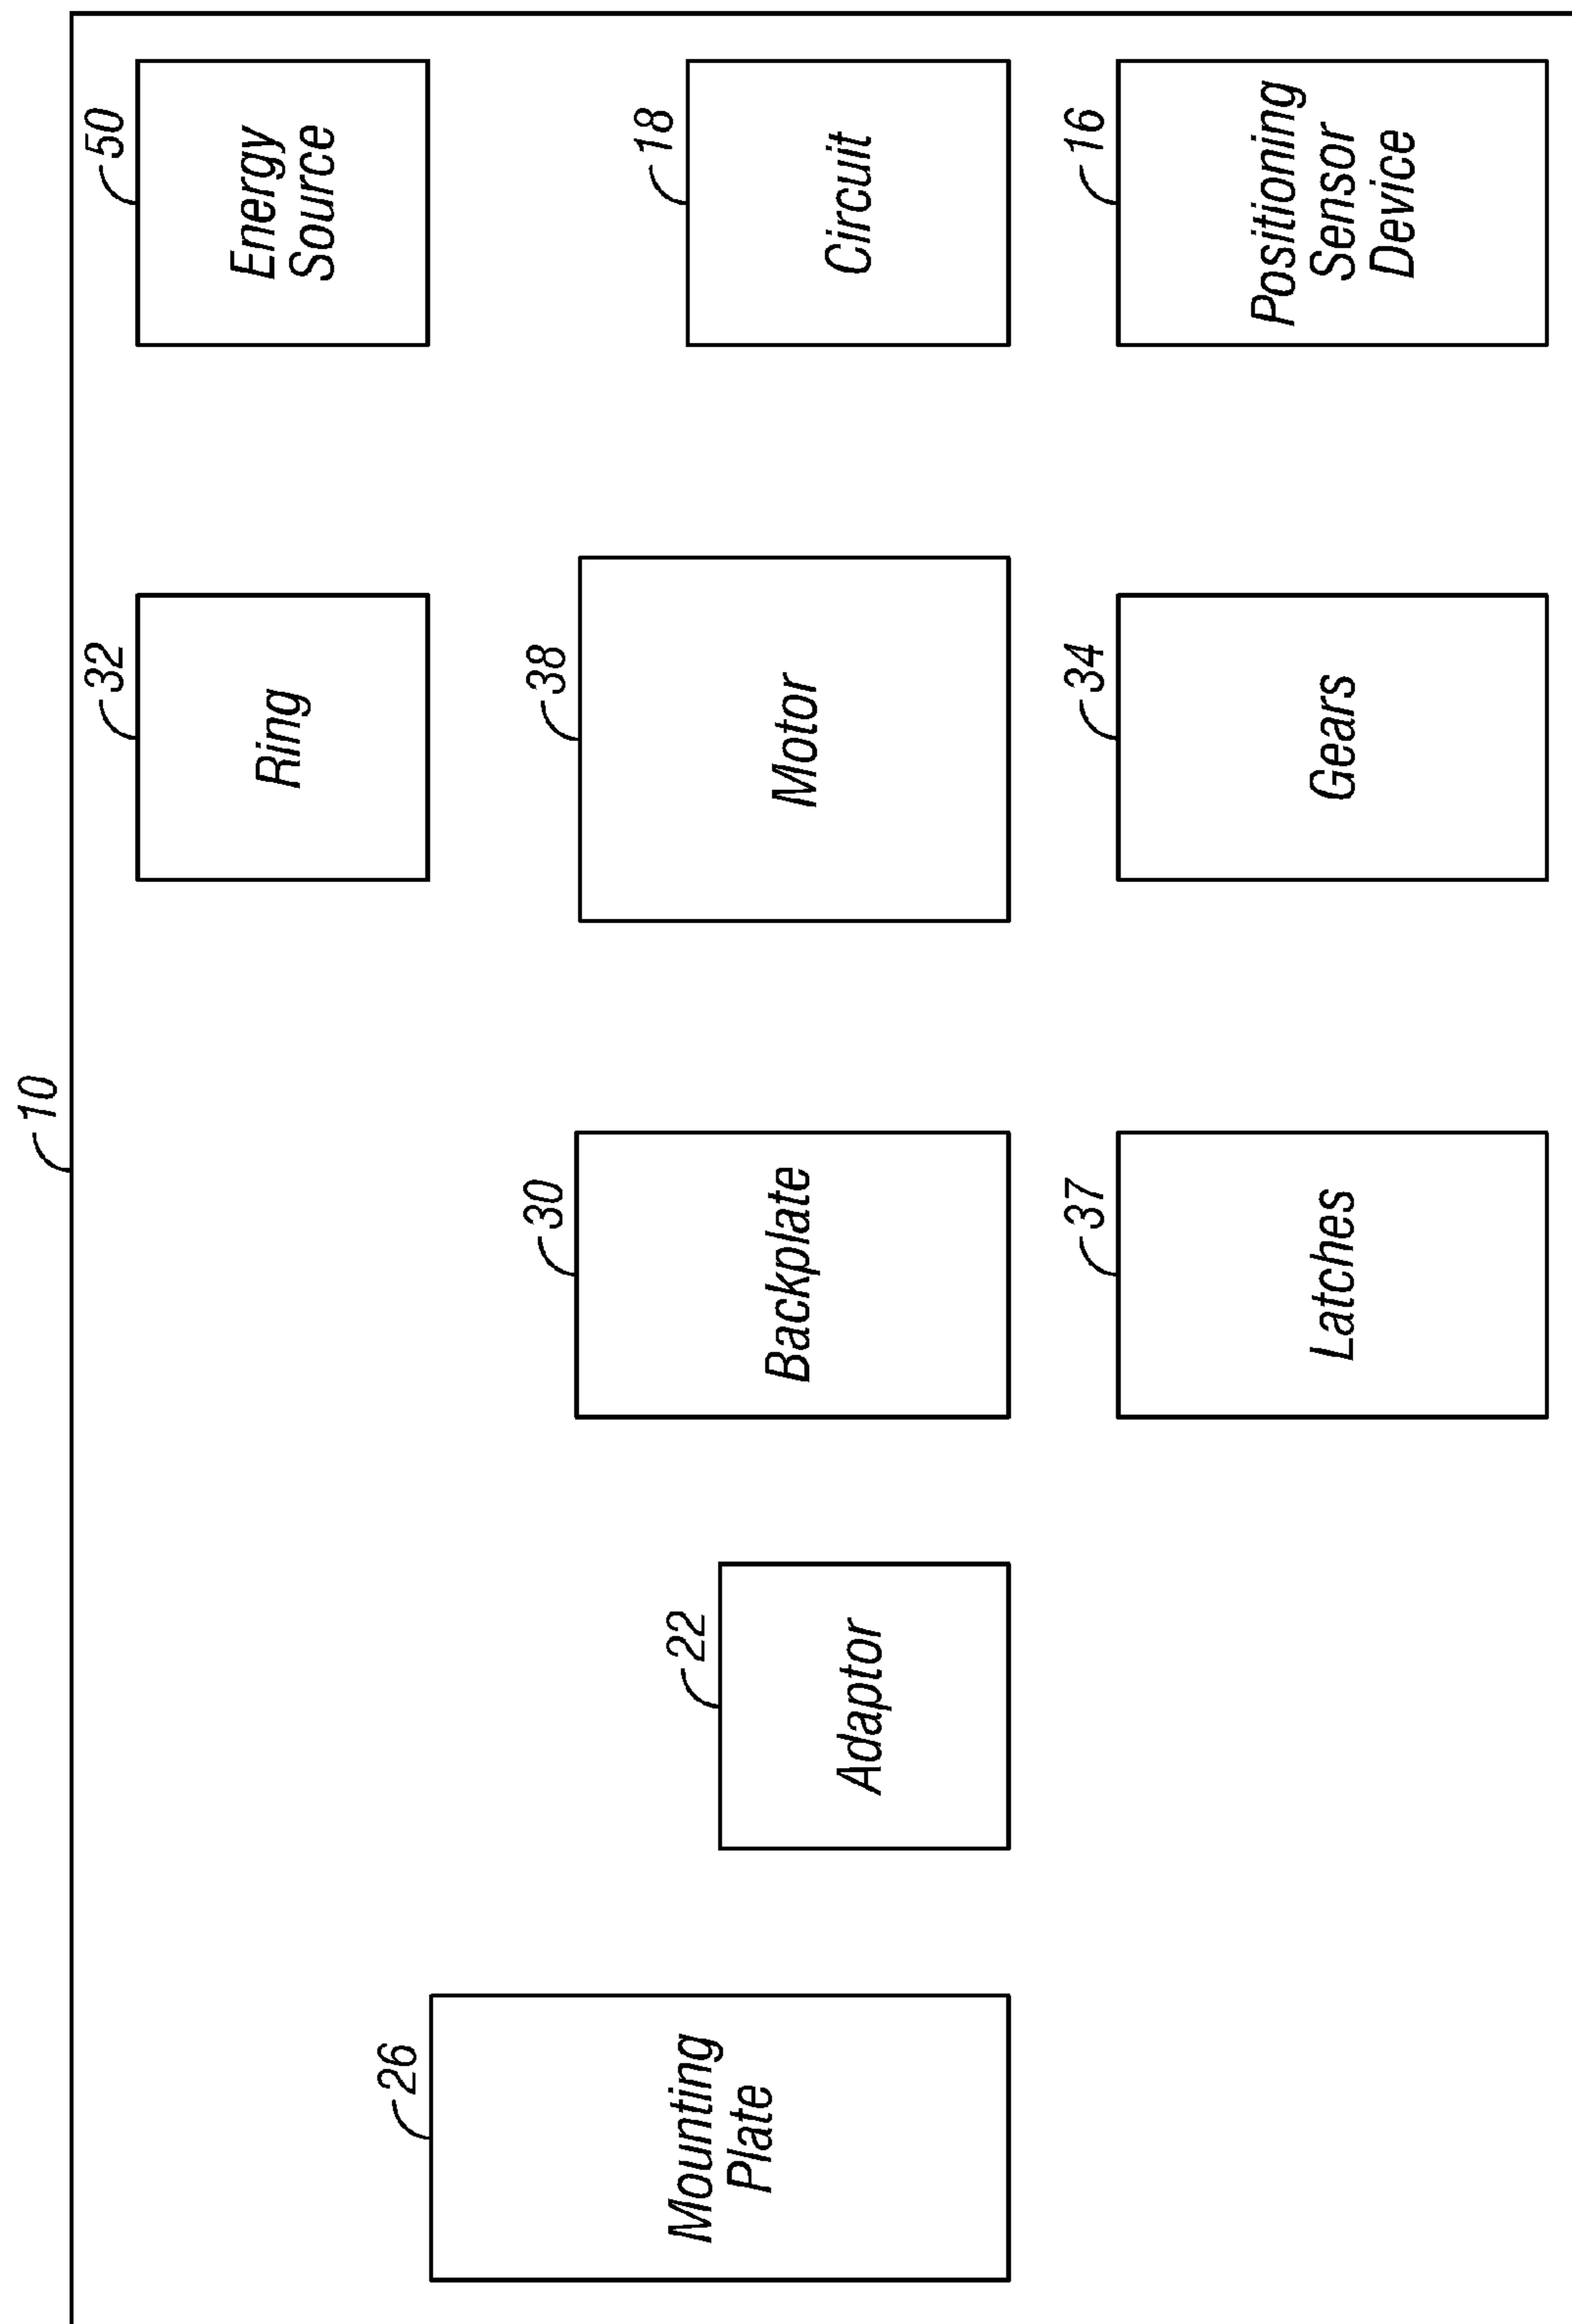 10
32
Ring
50
Energy
Source
26
Mounting
Plate
22
Adaptor
30
Backplate
38
Motor
18
Circuit
37
Latches
34
Gears
16
Positioning
Sensor
Device